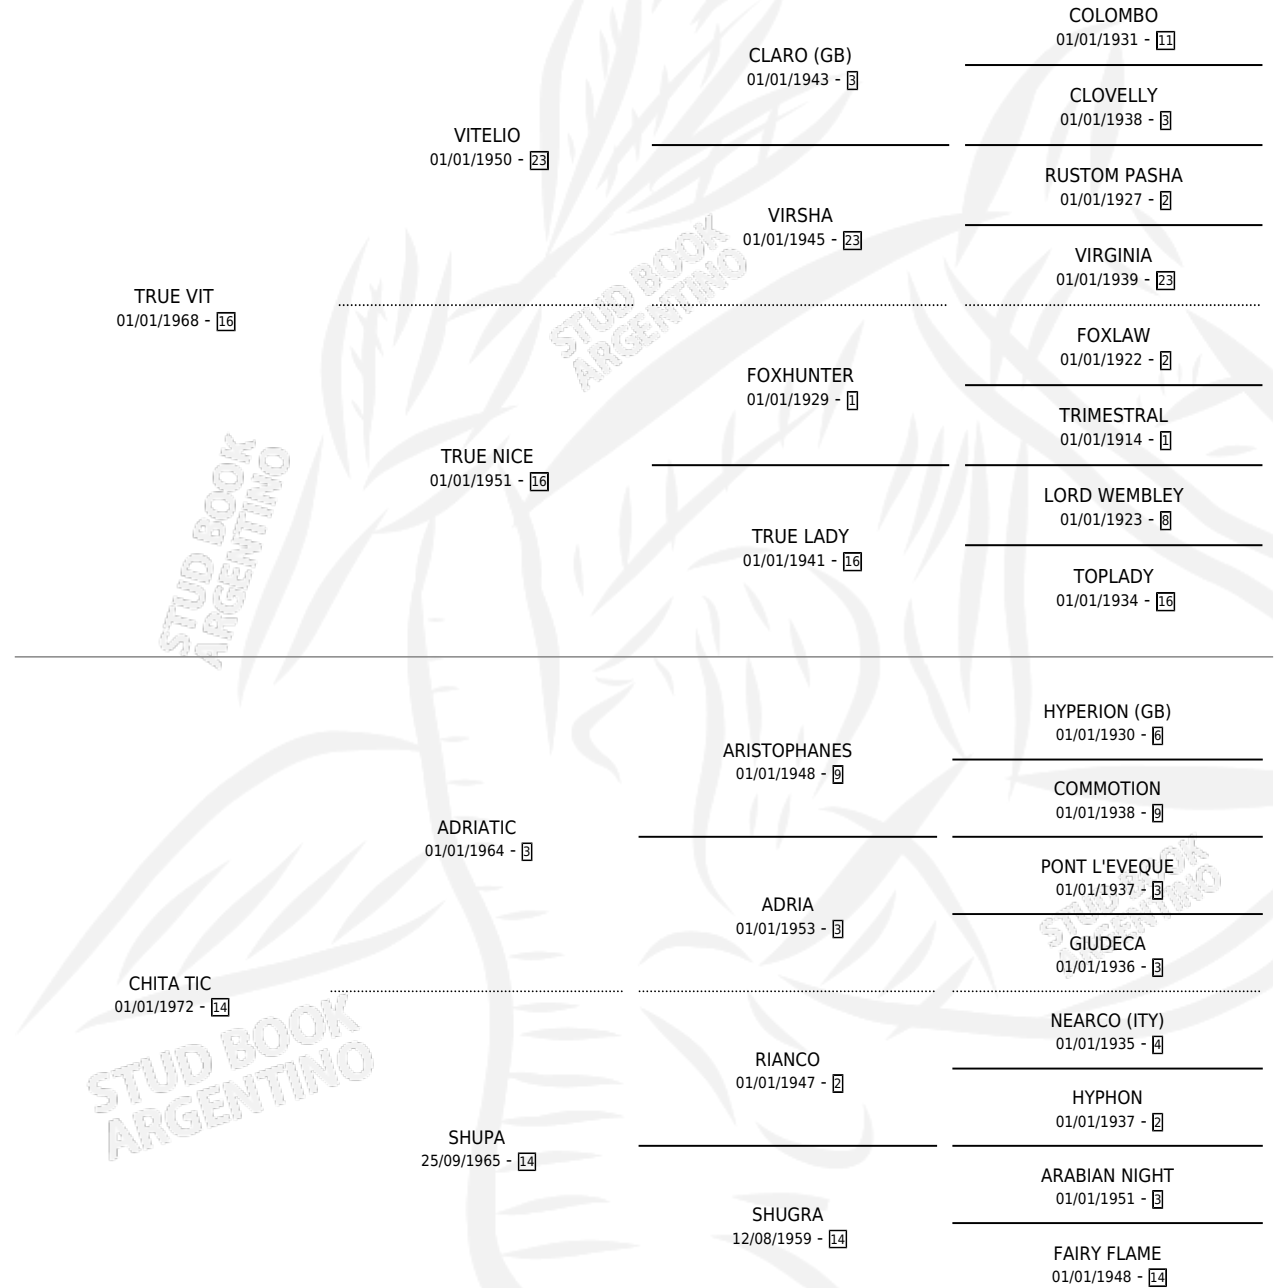 COLOMBO
01/01/1931 - 11
CLARO (GB)
01/01/1943 - 3
CLOVELLY
01/01/1938 - 3
VITELIO
01/01/1950 - 23
RUSTOM PASHA
01/01/1927 - 2
VIRSHA
01/01/1945 - 23
VIRGINIA
01/01/1939 - 23
STUD BOOK
ARGENTINO
TRUE VIT
01/01/1968 - 16
FOXLAW
01/01/1922 - 2
FOXHUNTER
01/01/1929 - 1
TRIMESTRAL
01/01/1914 - 1
TRUE NICE
01/01/1951 - 16
LORD WEMBLEY
01/01/1923 - 8
TRUE LADY
01/01/1941 - 16
TOPLADY
01/01/1934 - 16
STUD BOOK
ARGENTINO
HYPERION (GB)
01/01/1930 - 6
ARISTOPHANES
01/01/1948 - 9
COMMOTION
01/01/1938 - 9
ADRIATIC
01/01/1964 - 3
PONT L'EVEQUE
01/01/1937 - 3
ADRIA
01/01/1953 - 3
GIUDECA
01/01/1936 - 3
STUD BOOK
ARGENTINO
CHITA TIC
01/01/1972 - 14
NEARCO (ITY)
01/01/1935 - 4
RIANCO
01/01/1947 - 2
HYPHON
01/01/1937 - 2
STUD BOOK
ARGENTINO
SHUPA
25/09/1965 - 14
ARABIAN NIGHT
01/01/1951 - 3
SHUGRA
12/08/1959 - 14
FAIRY FLAME
01/01/1948 - 14